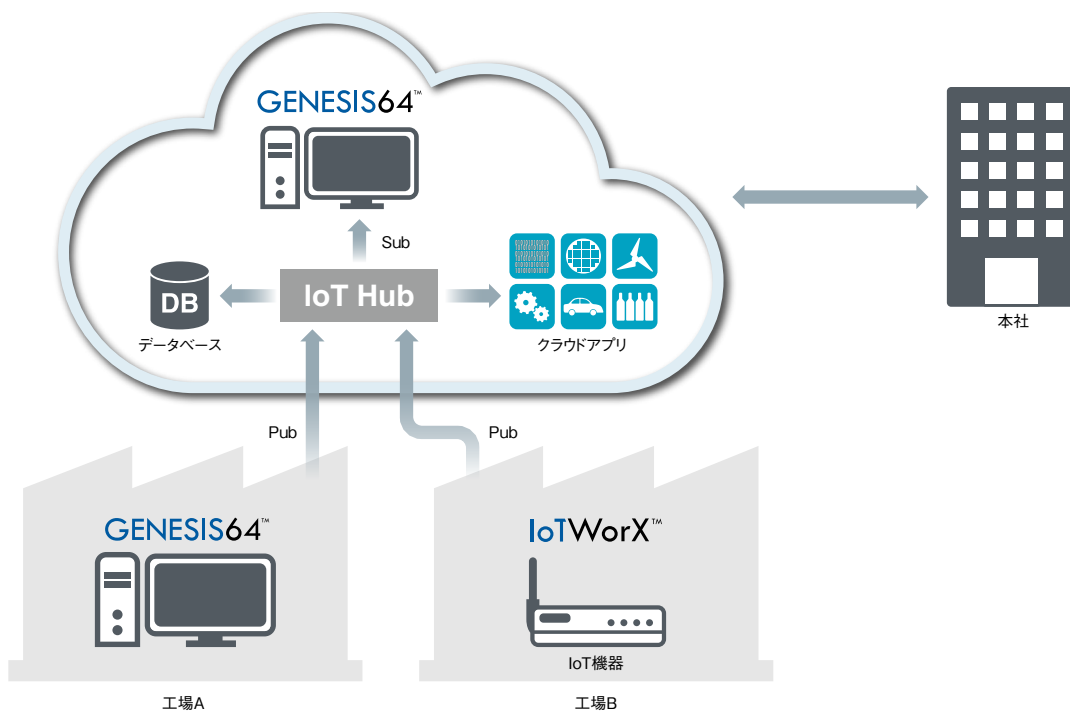 GENESIS64™
Sub
IoT Hub
DB
データベース
クラウドアプリ
本社
Pub
Pub
GENESIS64™
IoTWorX™
IoT機器
工場A
工場B